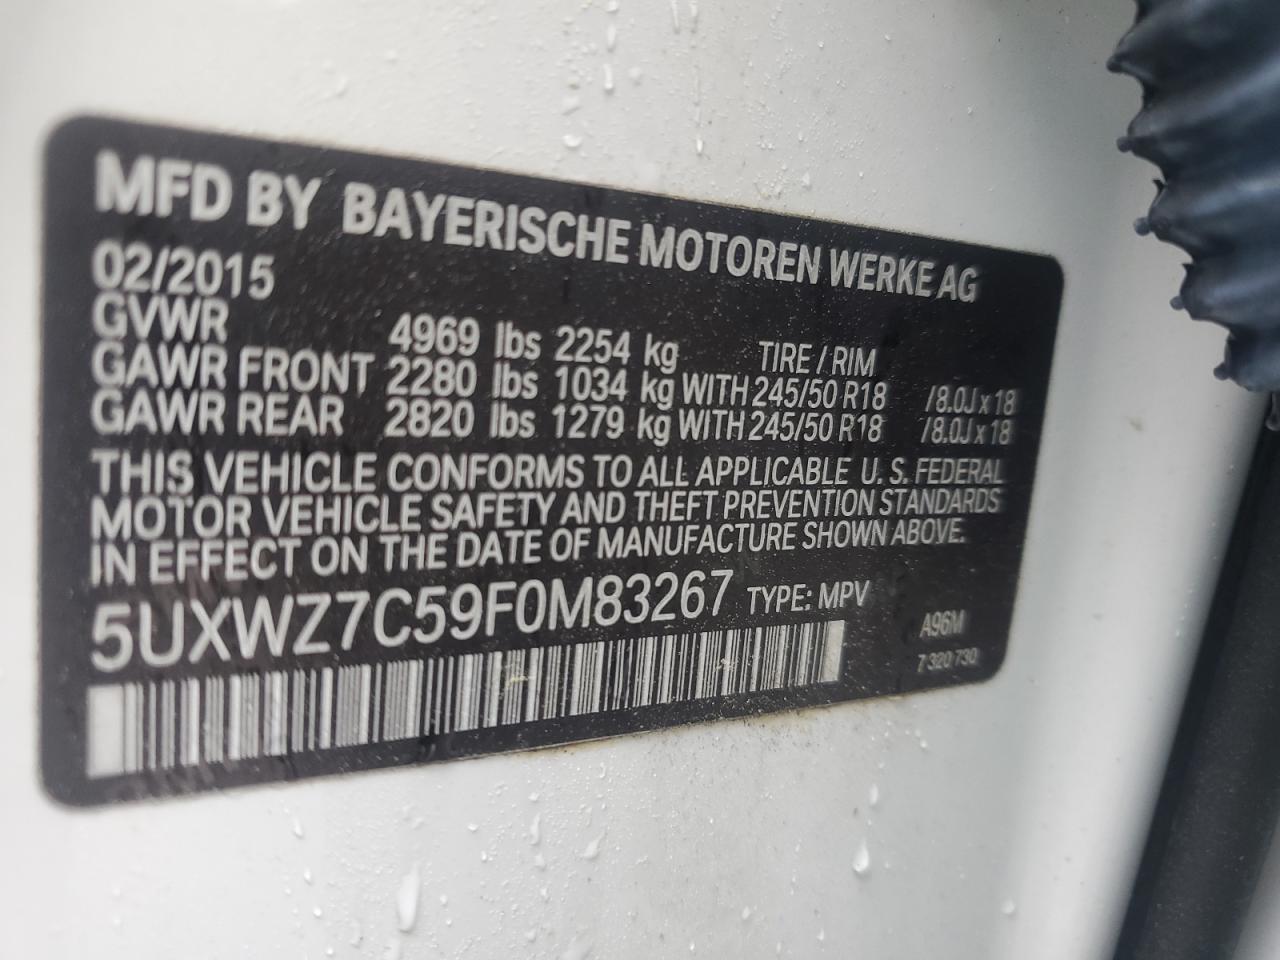 MFD BY BAYERISCHE MOTOREN WERKE AG
02/2015
GVWR 4969 lbs 2254 kg TIRE / RIM
GAWR FRONT 2280 lbs 1034 kg WITH 245/50 R18 /8.0J x 18
GAWR REAR 2820 lbs 1279 kg WITH 245/50 R18 /8.0J x 18
THIS VEHICLE CONFORMS TO ALL APPLICABLE U. S. FEDERAL
MOTOR VEHICLE SAFETY AND THEFT PREVENTION STANDARDS
IN EFFECT ON THE DATE OF MANUFACTURE SHOWN ABOVE.
5UXWZ7C59F0M83267 TYPE: MPV
A96M
7 320 730